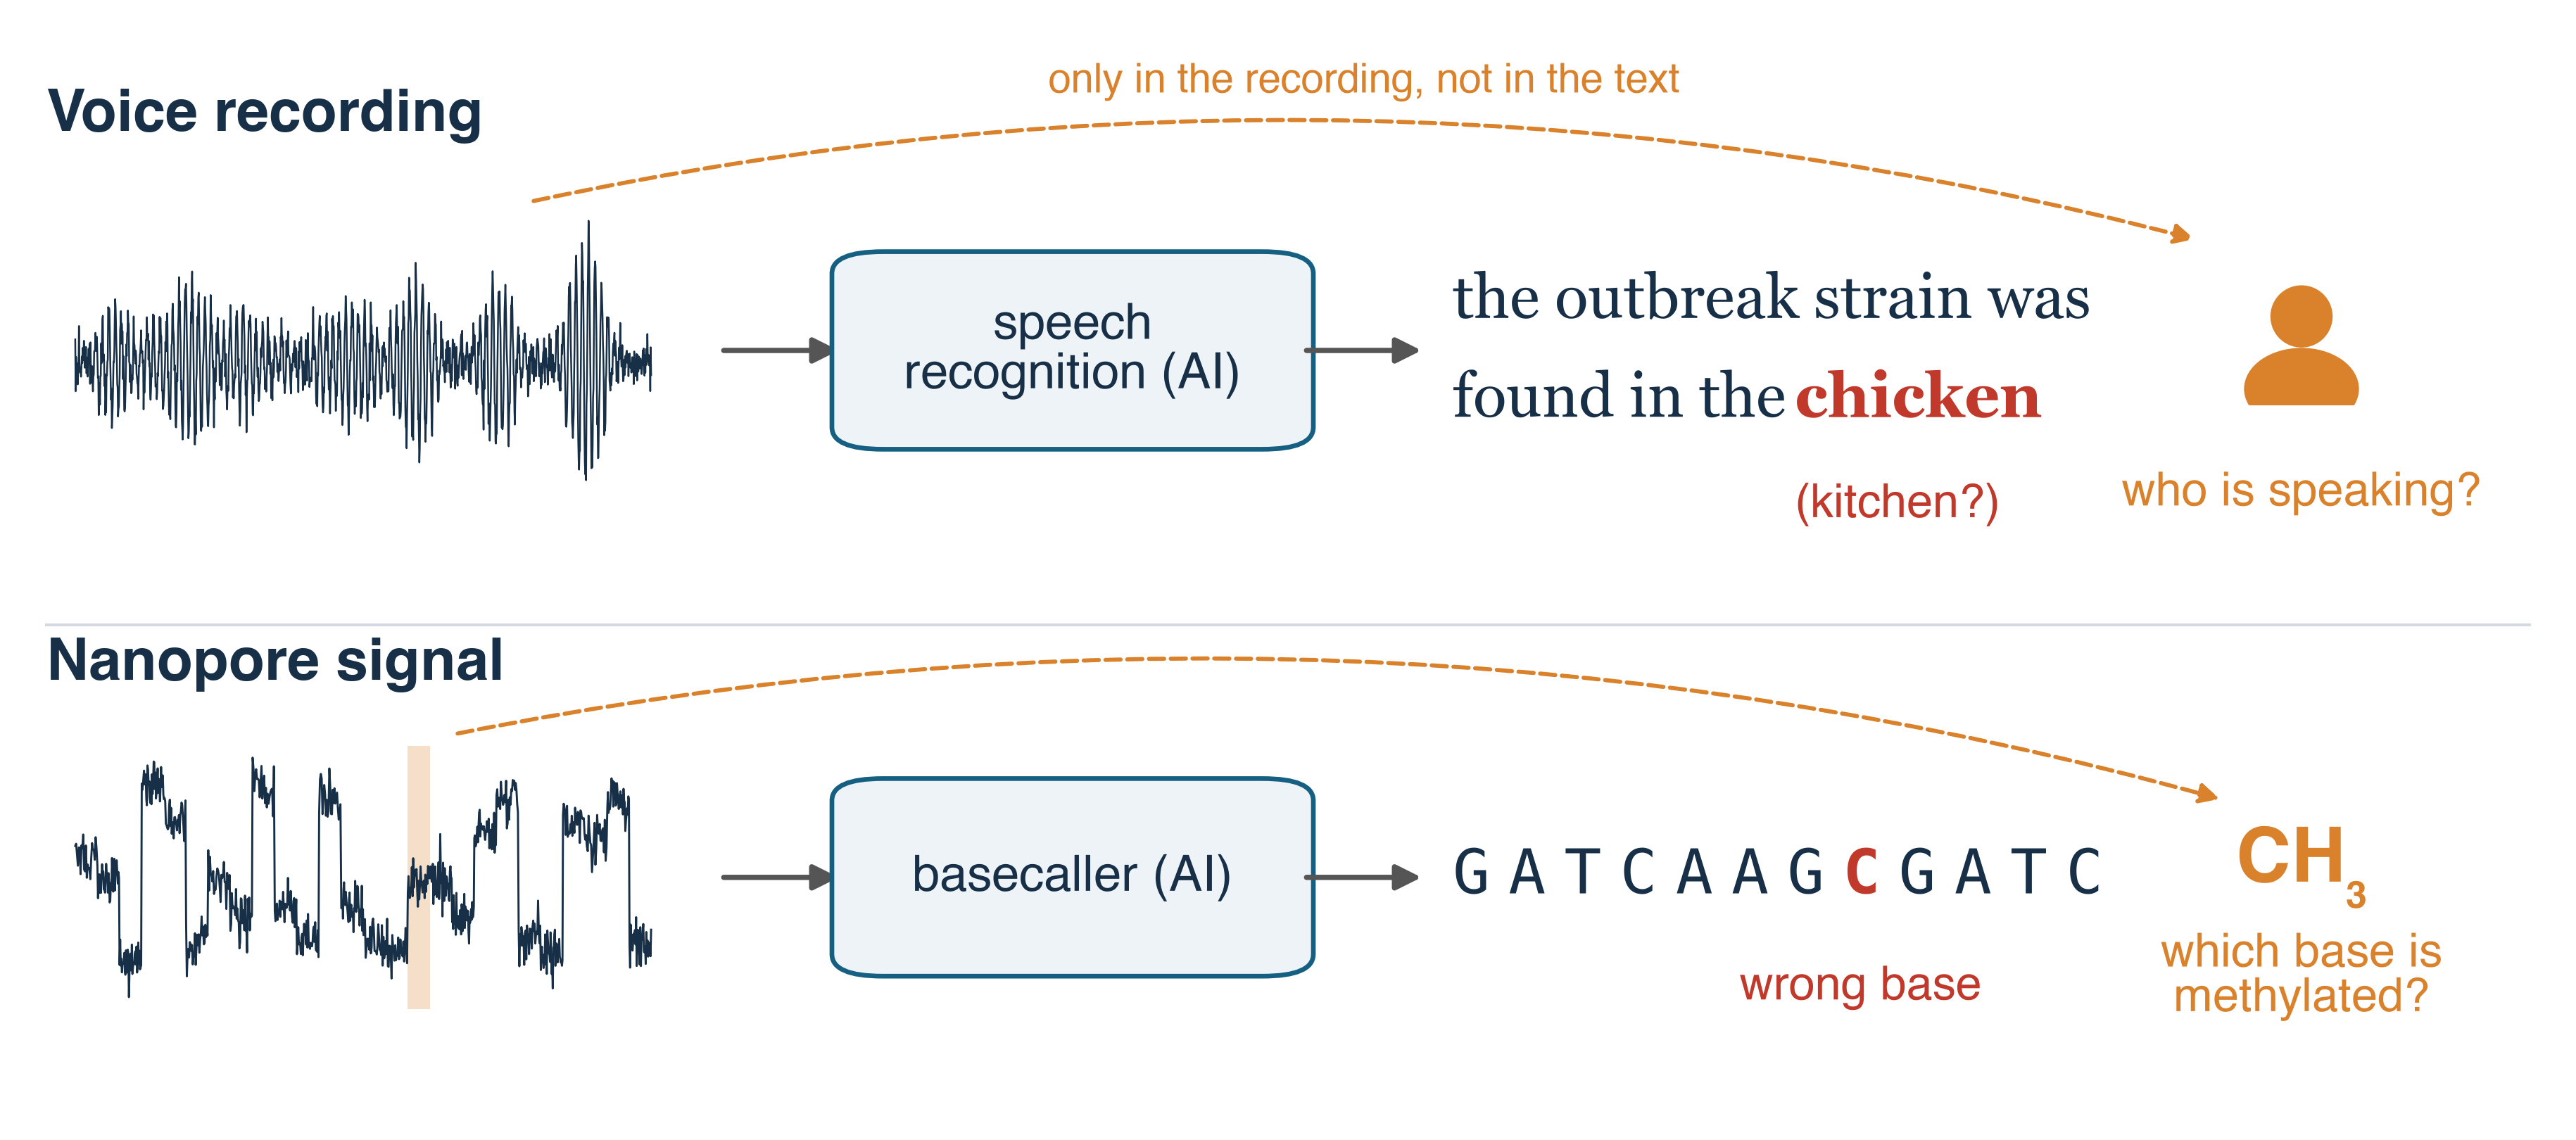 only in the recording, not in the text
Voice recording
speech
recognition (AI)
the outbreak strain was
found in the chicken
(kitchen?)
who is speaking?
Nanopore signal
basecaller (AI)
G A T C A A G C G A T C
wrong base
CH3
which base is
methylated?